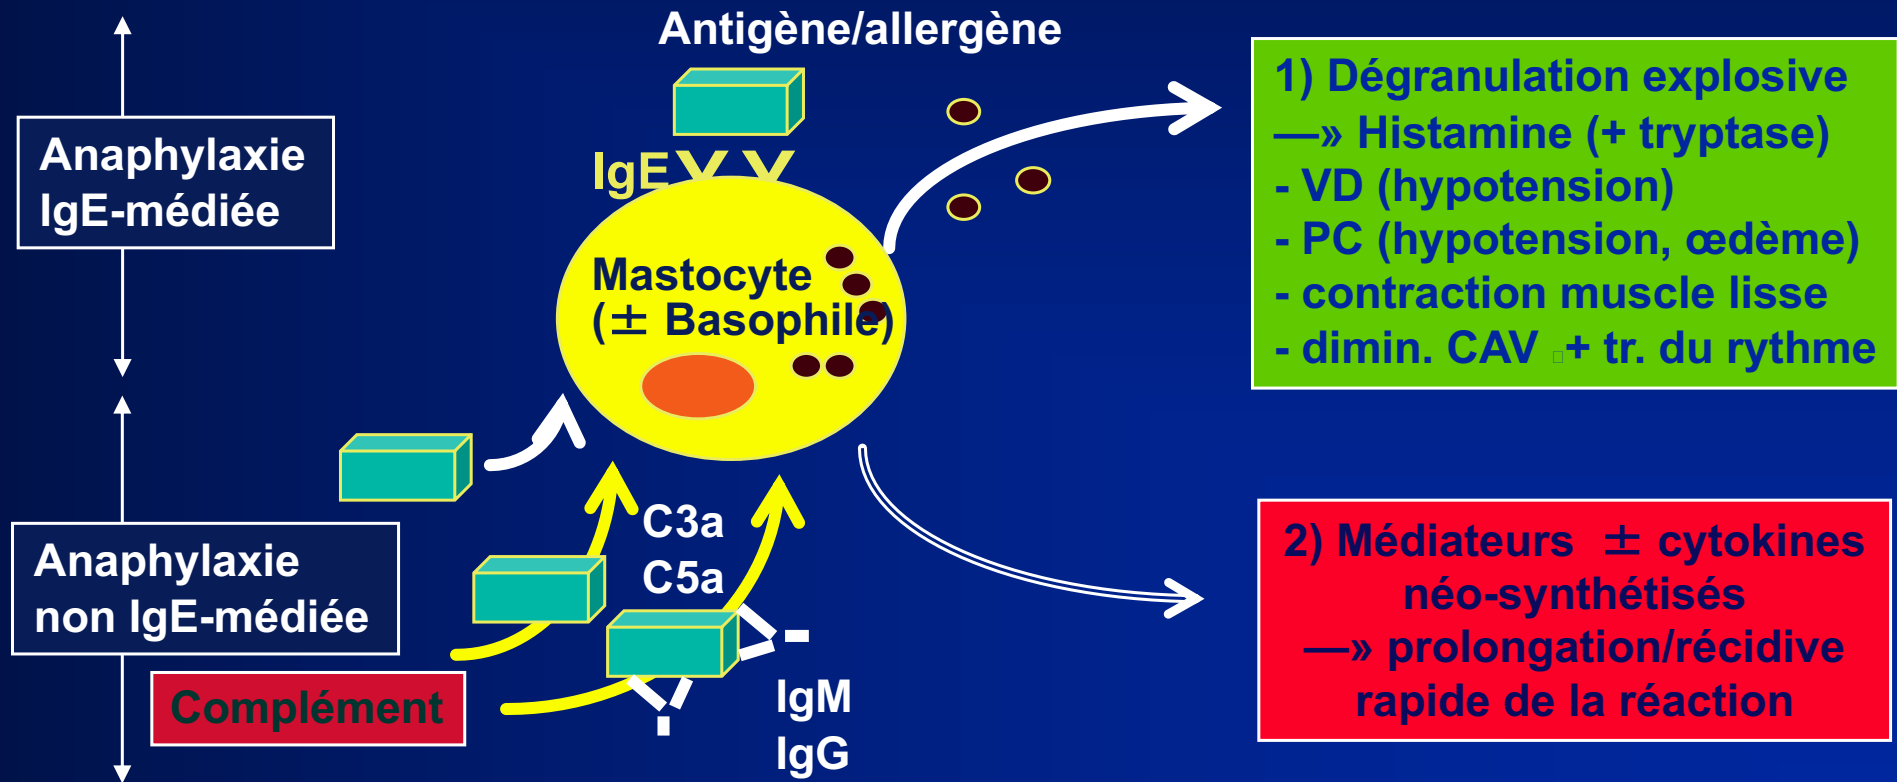 Antigène/allergène
Anaphylaxie
IgE-médiée
IgE
Mastocyte
(± Basophile)
1) Dégranulation explosive
—» Histamine (+ tryptase)
- VD (hypotension)
- PC (hypotension, œdème)
- contraction muscle lisse
- dimin. CAV + tr. du rythme
Anaphylaxie
non IgE-médiée
Complément
C3a
C5a
IgM
IgG
2) Médiateurs ± cytokines
néo-synthétisés
—» prolongation/récidive
rapide de la réaction